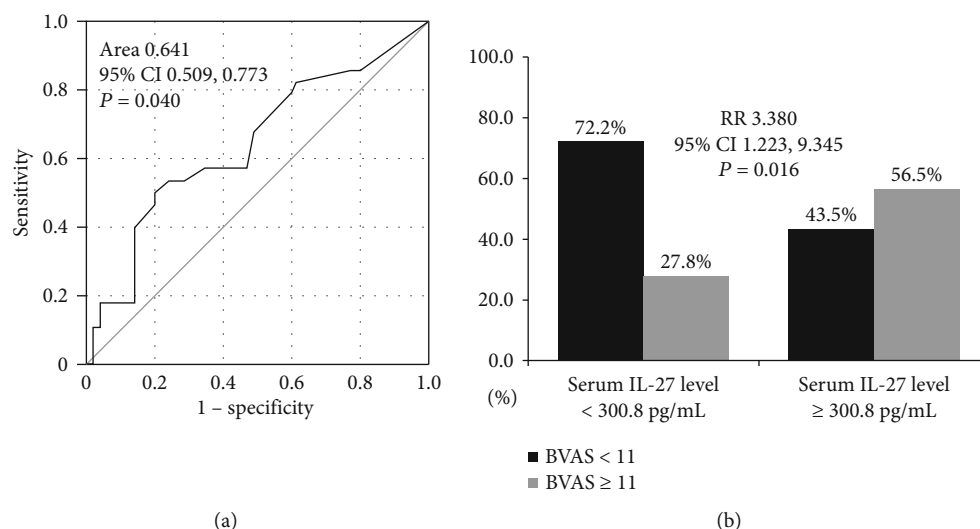 1.0
0.8
0.6
0.4
0.2
0
Sensitivity
Area 0.641
95% CI 0.509, 0.773
P = 0.040
0 0.2 0.4 0.6 0.8 1.0
1 – specificity
(a)
100.0
80.0
60.0
40.0
20.0
0.0
(%)
72.2%
27.8%
RR 3.380
95% CI 1.223, 9.345
P = 0.016
43.5%
56.5%
Serum IL-27 level
< 300.8 pg/mL
Serum IL-27 level
≥ 300.8 pg/mL
BVAS < 11
BVAS ≥ 11
(b)